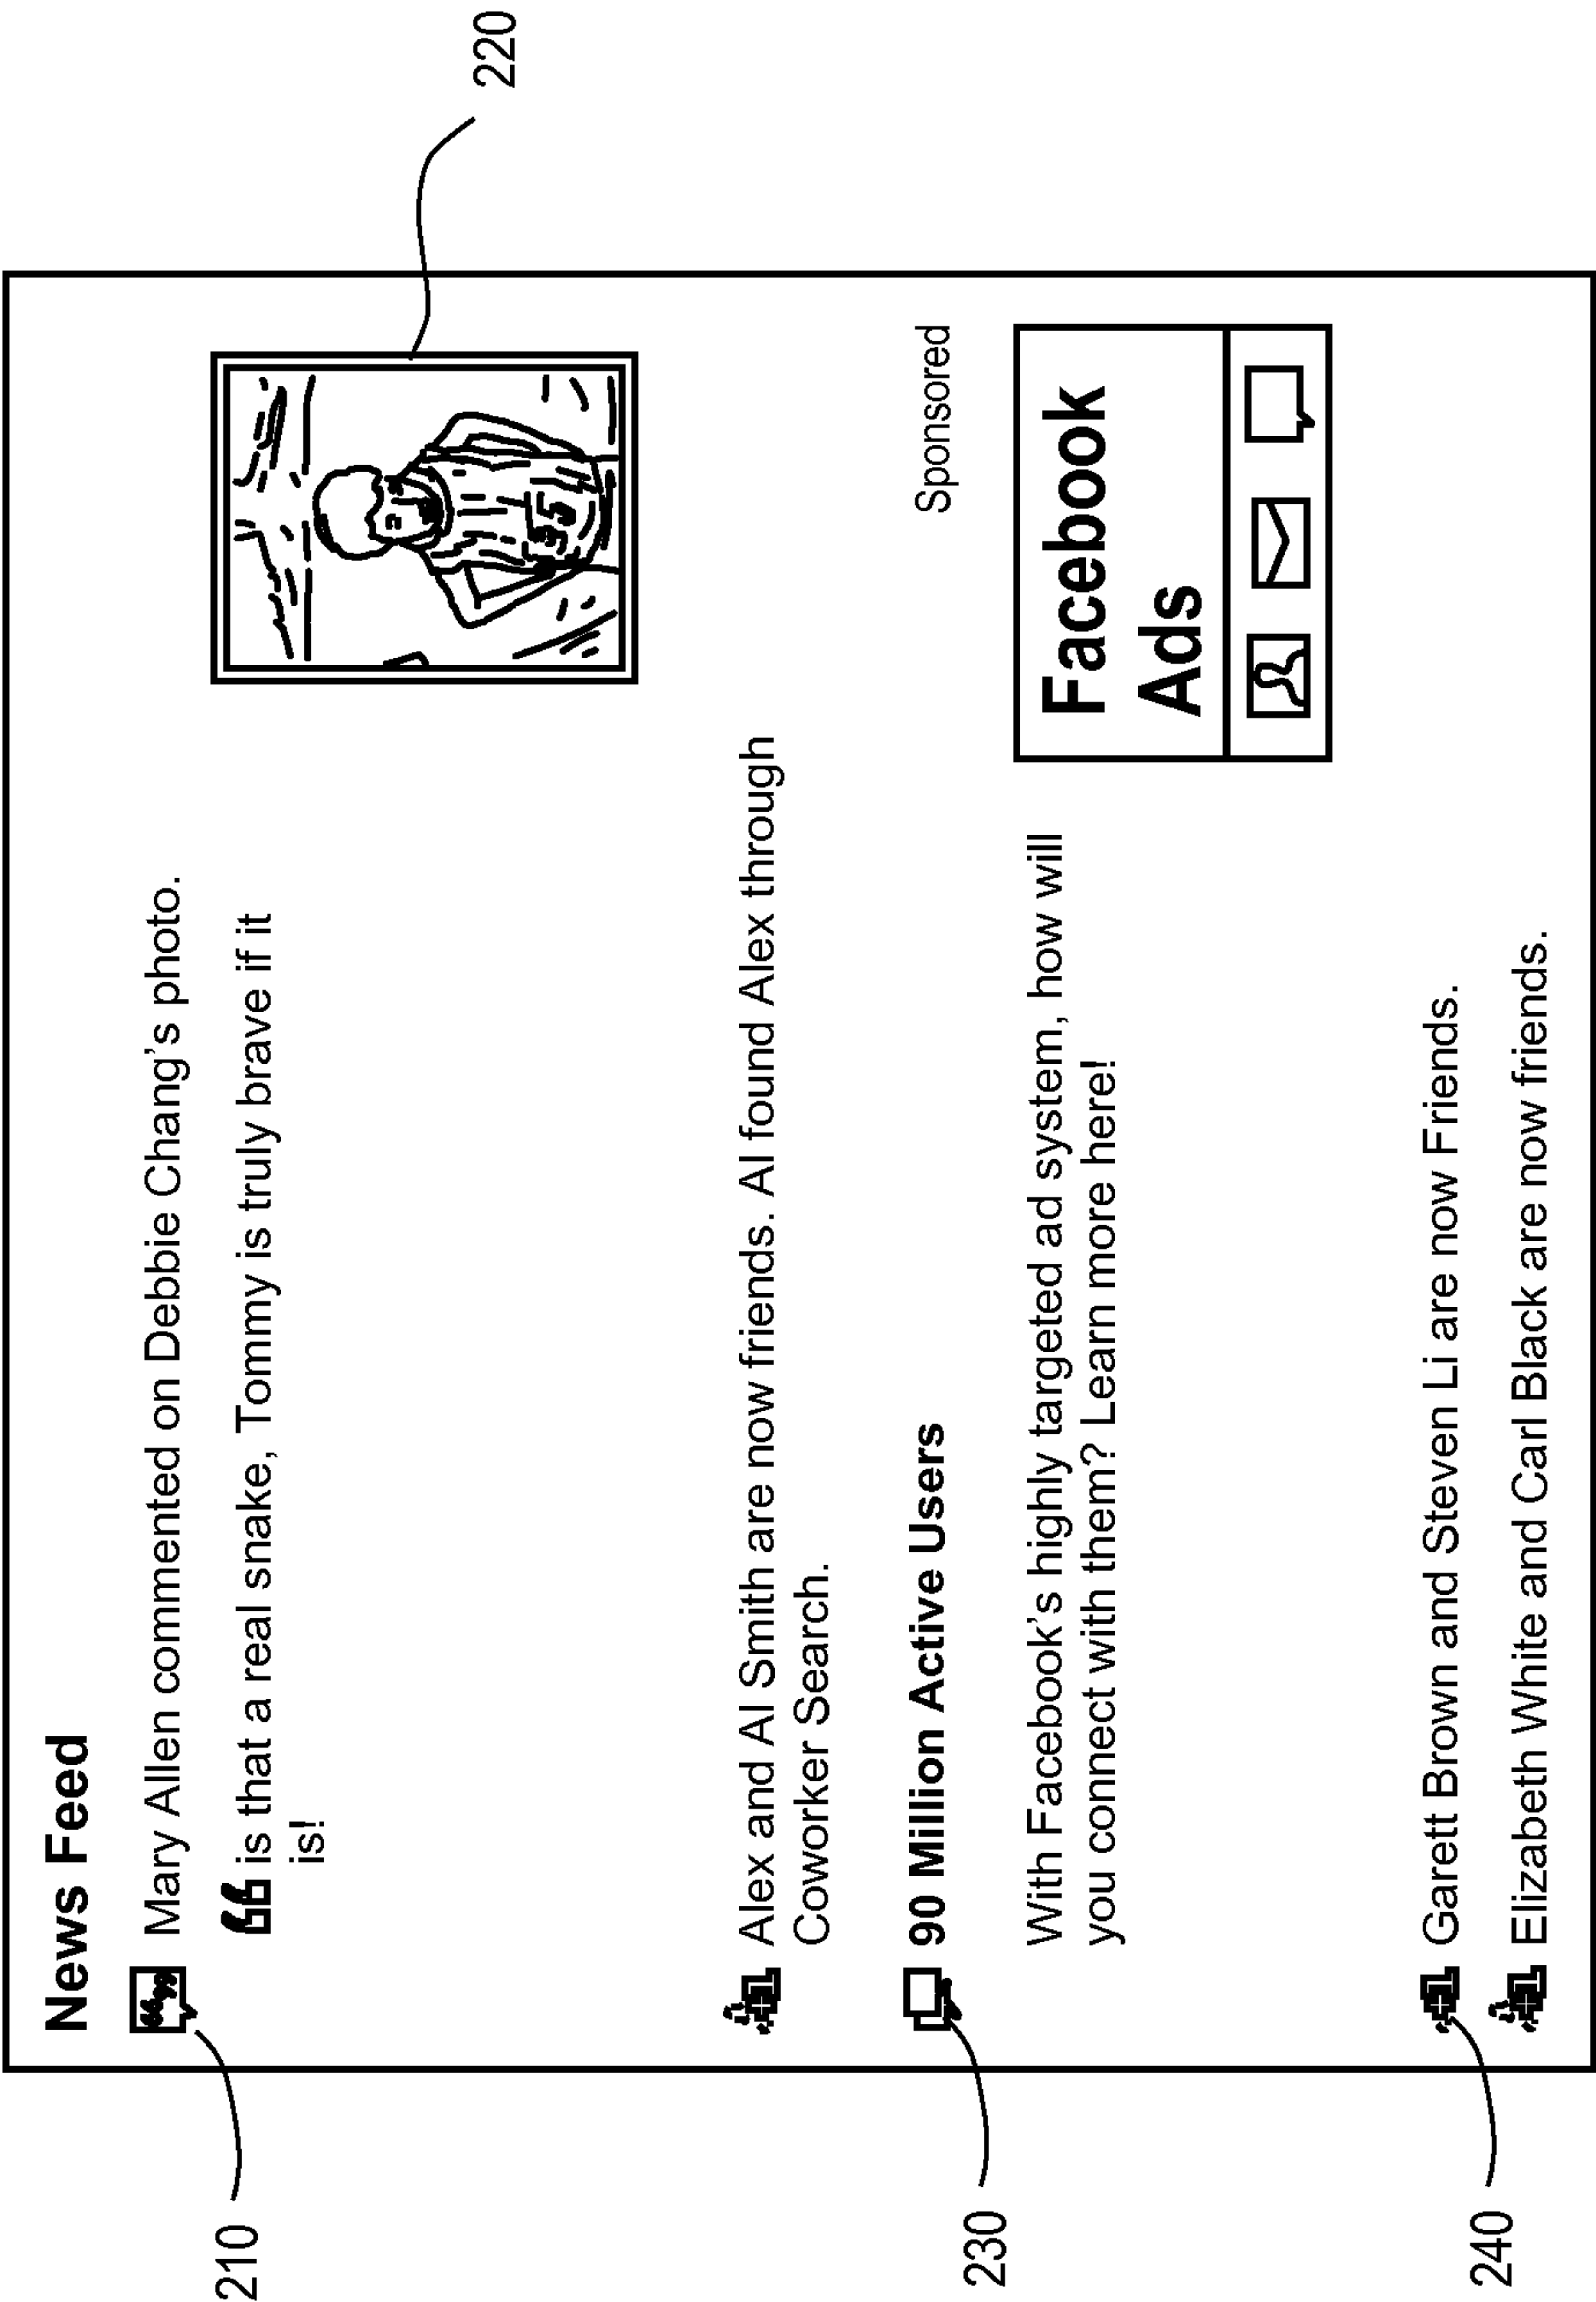 News Feed
Mary Allen commented on Debbie Chang's photo.
❝ is that a real snake, Tommy is truly brave if it
is!
Alex and Al Smith are now friends. Al found Alex through
Coworker Search.
90 Million Active Users
Sponsored
With Facebook's highly targeted ad system, how will
you connect with them? Learn more here!
Facebook
Ads
Garett Brown and Steven Li are now Friends.
Elizabeth White and Carl Black are now friends.
210
220
230
240